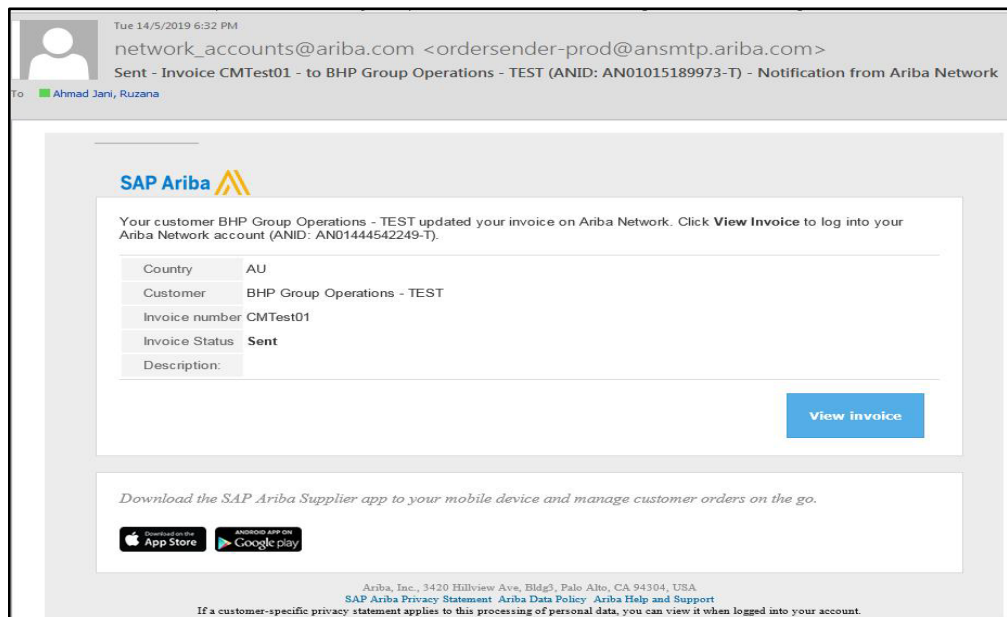 Tue 14/5/2019 6:32 PM
network_accounts@ariba.com <ordersender-prod@ansmtp.ariba.com>
Sent - Invoice CMTest01 - to BHP Group Operations - TEST (ANID: AN01015189973-T) - Notification from Ariba Network
To Ahmad Jani, Ruzana
SAP Ariba
Your customer BHP Group Operations - TEST updated your invoice on Ariba Network. Click View Invoice to log into your
Ariba Network account (ANID: AN01444542249-T).
Country AU
Customer BHP Group Operations - TEST
Invoice number CMTest01
Invoice Status Sent
Description:
View invoice
Download the SAP Ariba Supplier app to your mobile device and manage customer orders on the go.
Download on the
App Store
ANDROID APP ON
Google play
Ariba, Inc., 3420 Hillview Ave, Bldg3, Palo Alto, CA 94304, USA
SAP Ariba Privacy Statement Ariba Data Policy Ariba Help and Support
If a customer-specific privacy statement applies to this processing of personal data, you can view it when logged into your account.